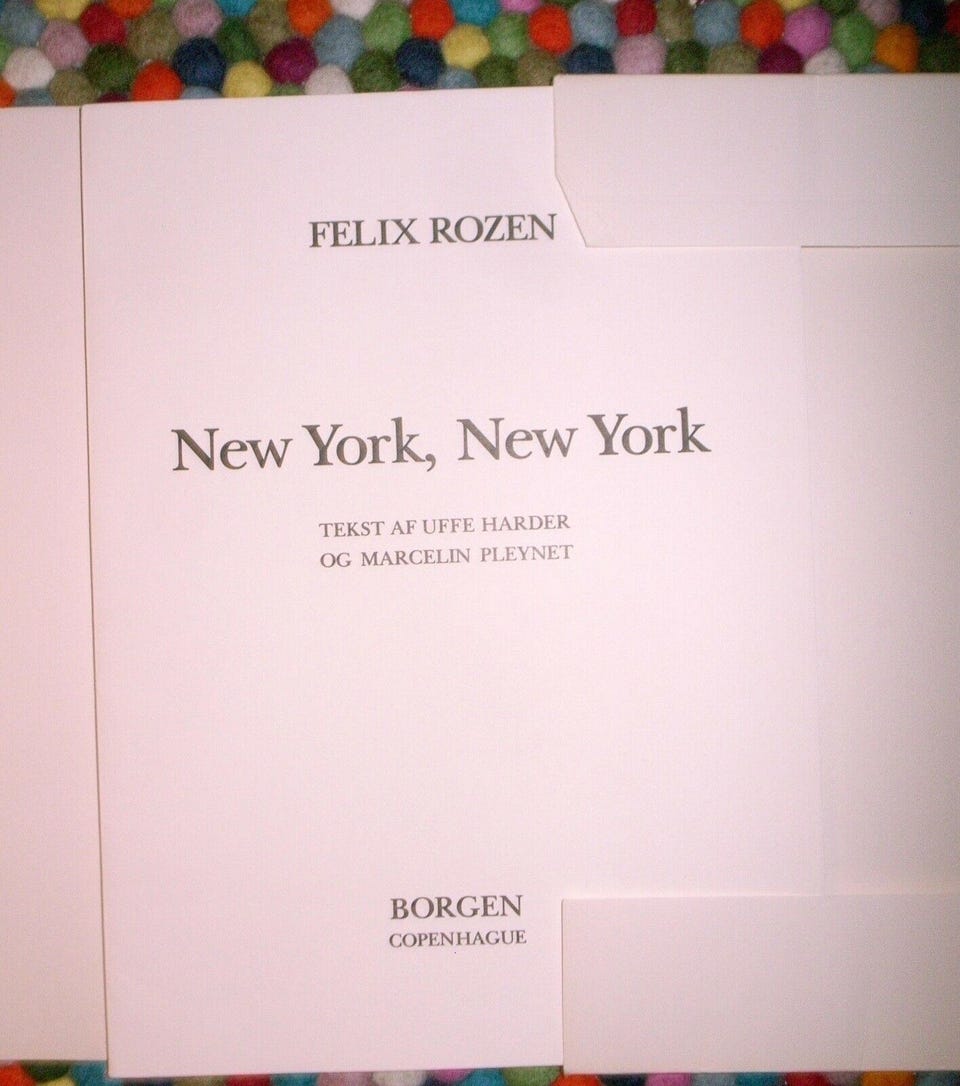 FELIX ROZEN
New York, New York
TEKST AF UFFE HARDER
OG MARCELIN PLEYNET
BORGEN
COPENHAGUE